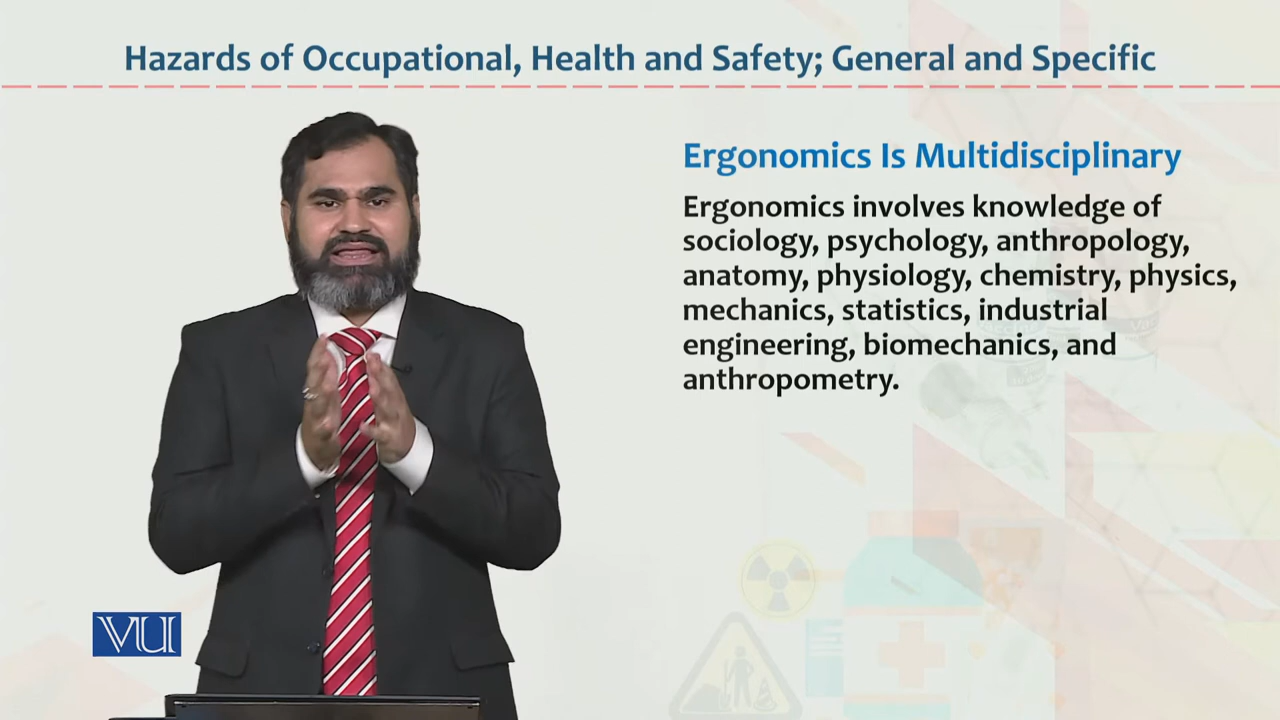 Hazards of Occupational, Health and Safety; General and Specific
Ergonomics Is Multidisciplinary
Ergonomics involves knowledge of
sociology, psychology, anthropology,
anatomy, physiology, chemistry, physics,
mechanics, statistics, industrial
engineering, biomechanics, and
anthropometry.
VU